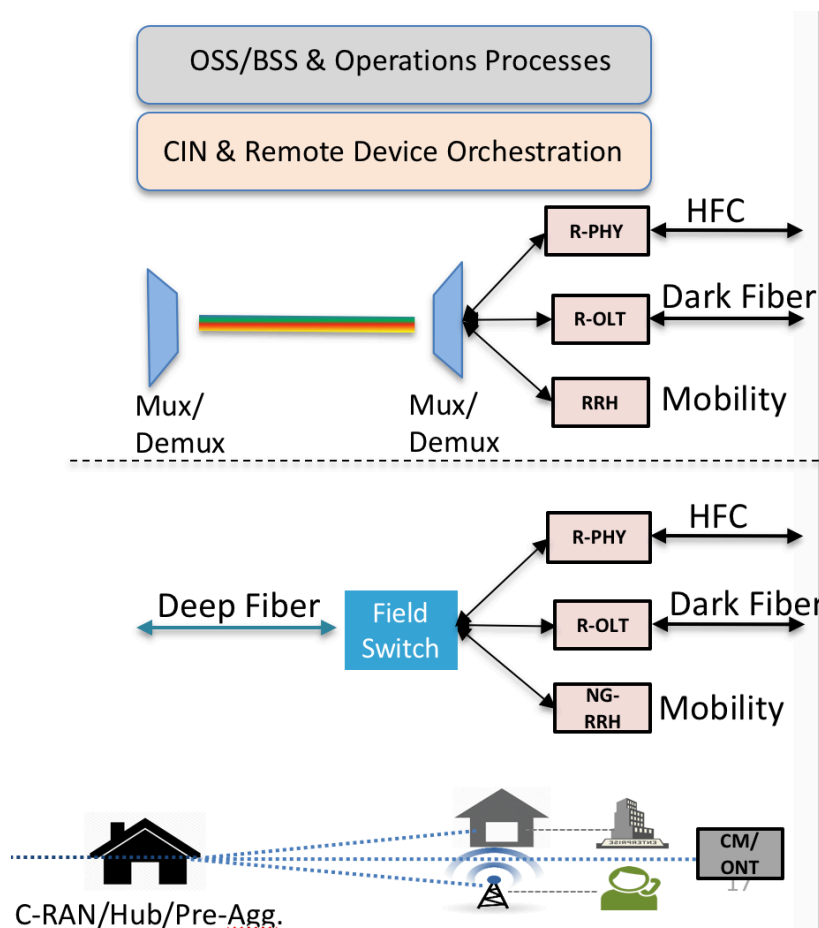 OSS/BSS & Operations Processes
CIN & Remote Device Orchestration
R-PHY
HFC
R-OLT
Dark Fiber
RRH
Mobility
Mux/
Demux
Mux/
Demux
R-PHY
HFC
Deep Fiber
Field
Switch
R-OLT
Dark Fiber
NG-
RRH
Mobility
ENTERPRISE
CM/
ONT
17
C-RAN/Hub/Pre-Agg.